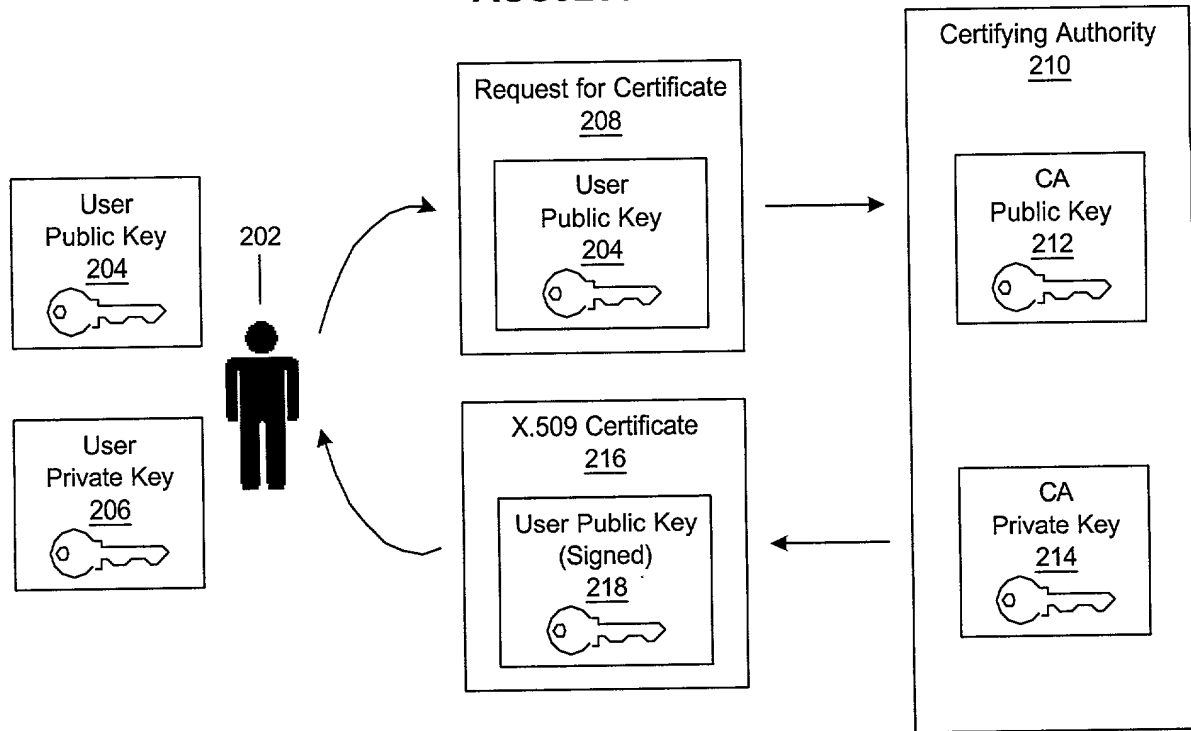 Certifying Authority
210
Request for Certificate
208
User
Public Key
204
CA
Public Key
212
User
Public Key
204
202
X.509 Certificate
216
User
Private Key
206
User Public Key
(Signed)
218
CA
Private Key
214